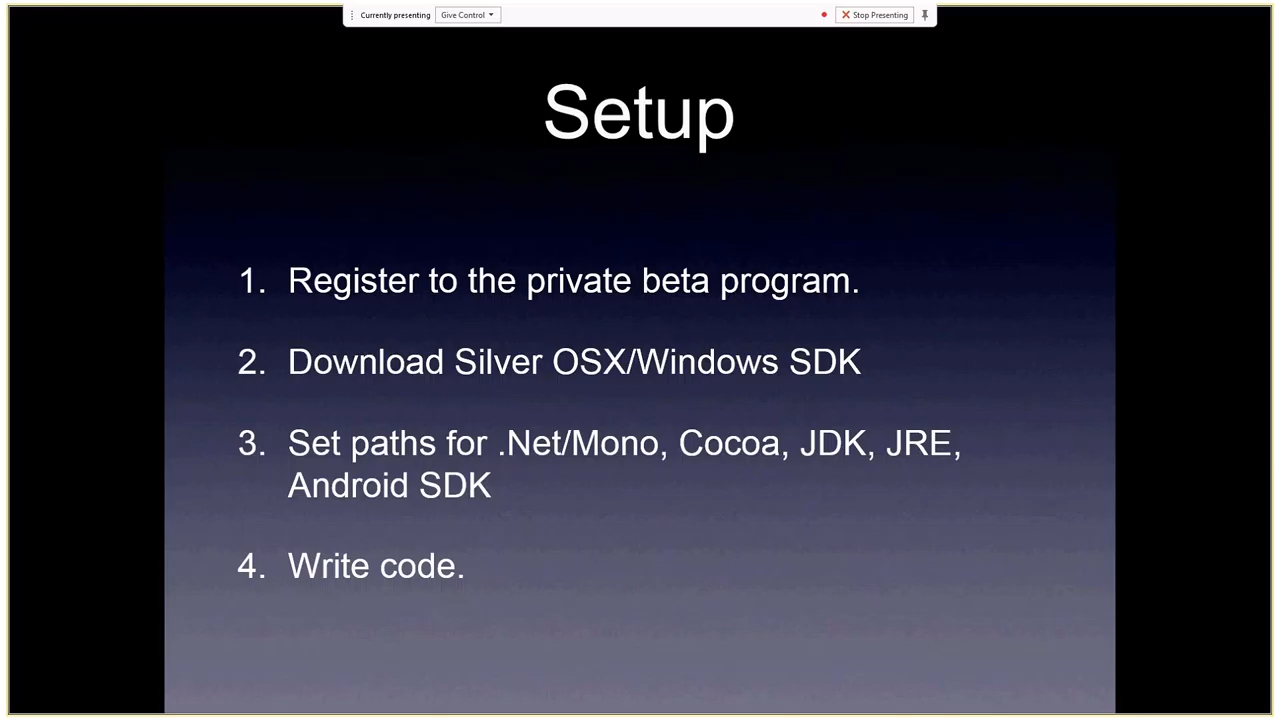 Currently presenting Give Control Stop Presenting
Setup
1. Register to the private beta program.
2. Download Silver OSX/Windows SDK
3. Set paths for .Net/Mono, Cocoa, JDK, JRE,
Android SDK
4. Write code.